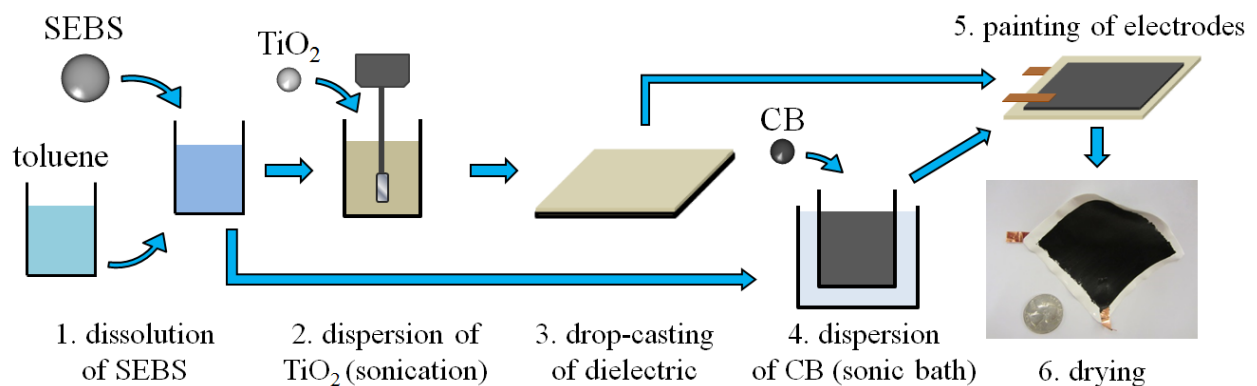 SEBS
toluene
TiO₂
CB
5. painting of electrodes
1. dissolution
of SEBS
2. dispersion of
TiO₂ (sonication)
3. drop-casting
of dielectric
4. dispersion
of CB (sonic bath)
6. drying